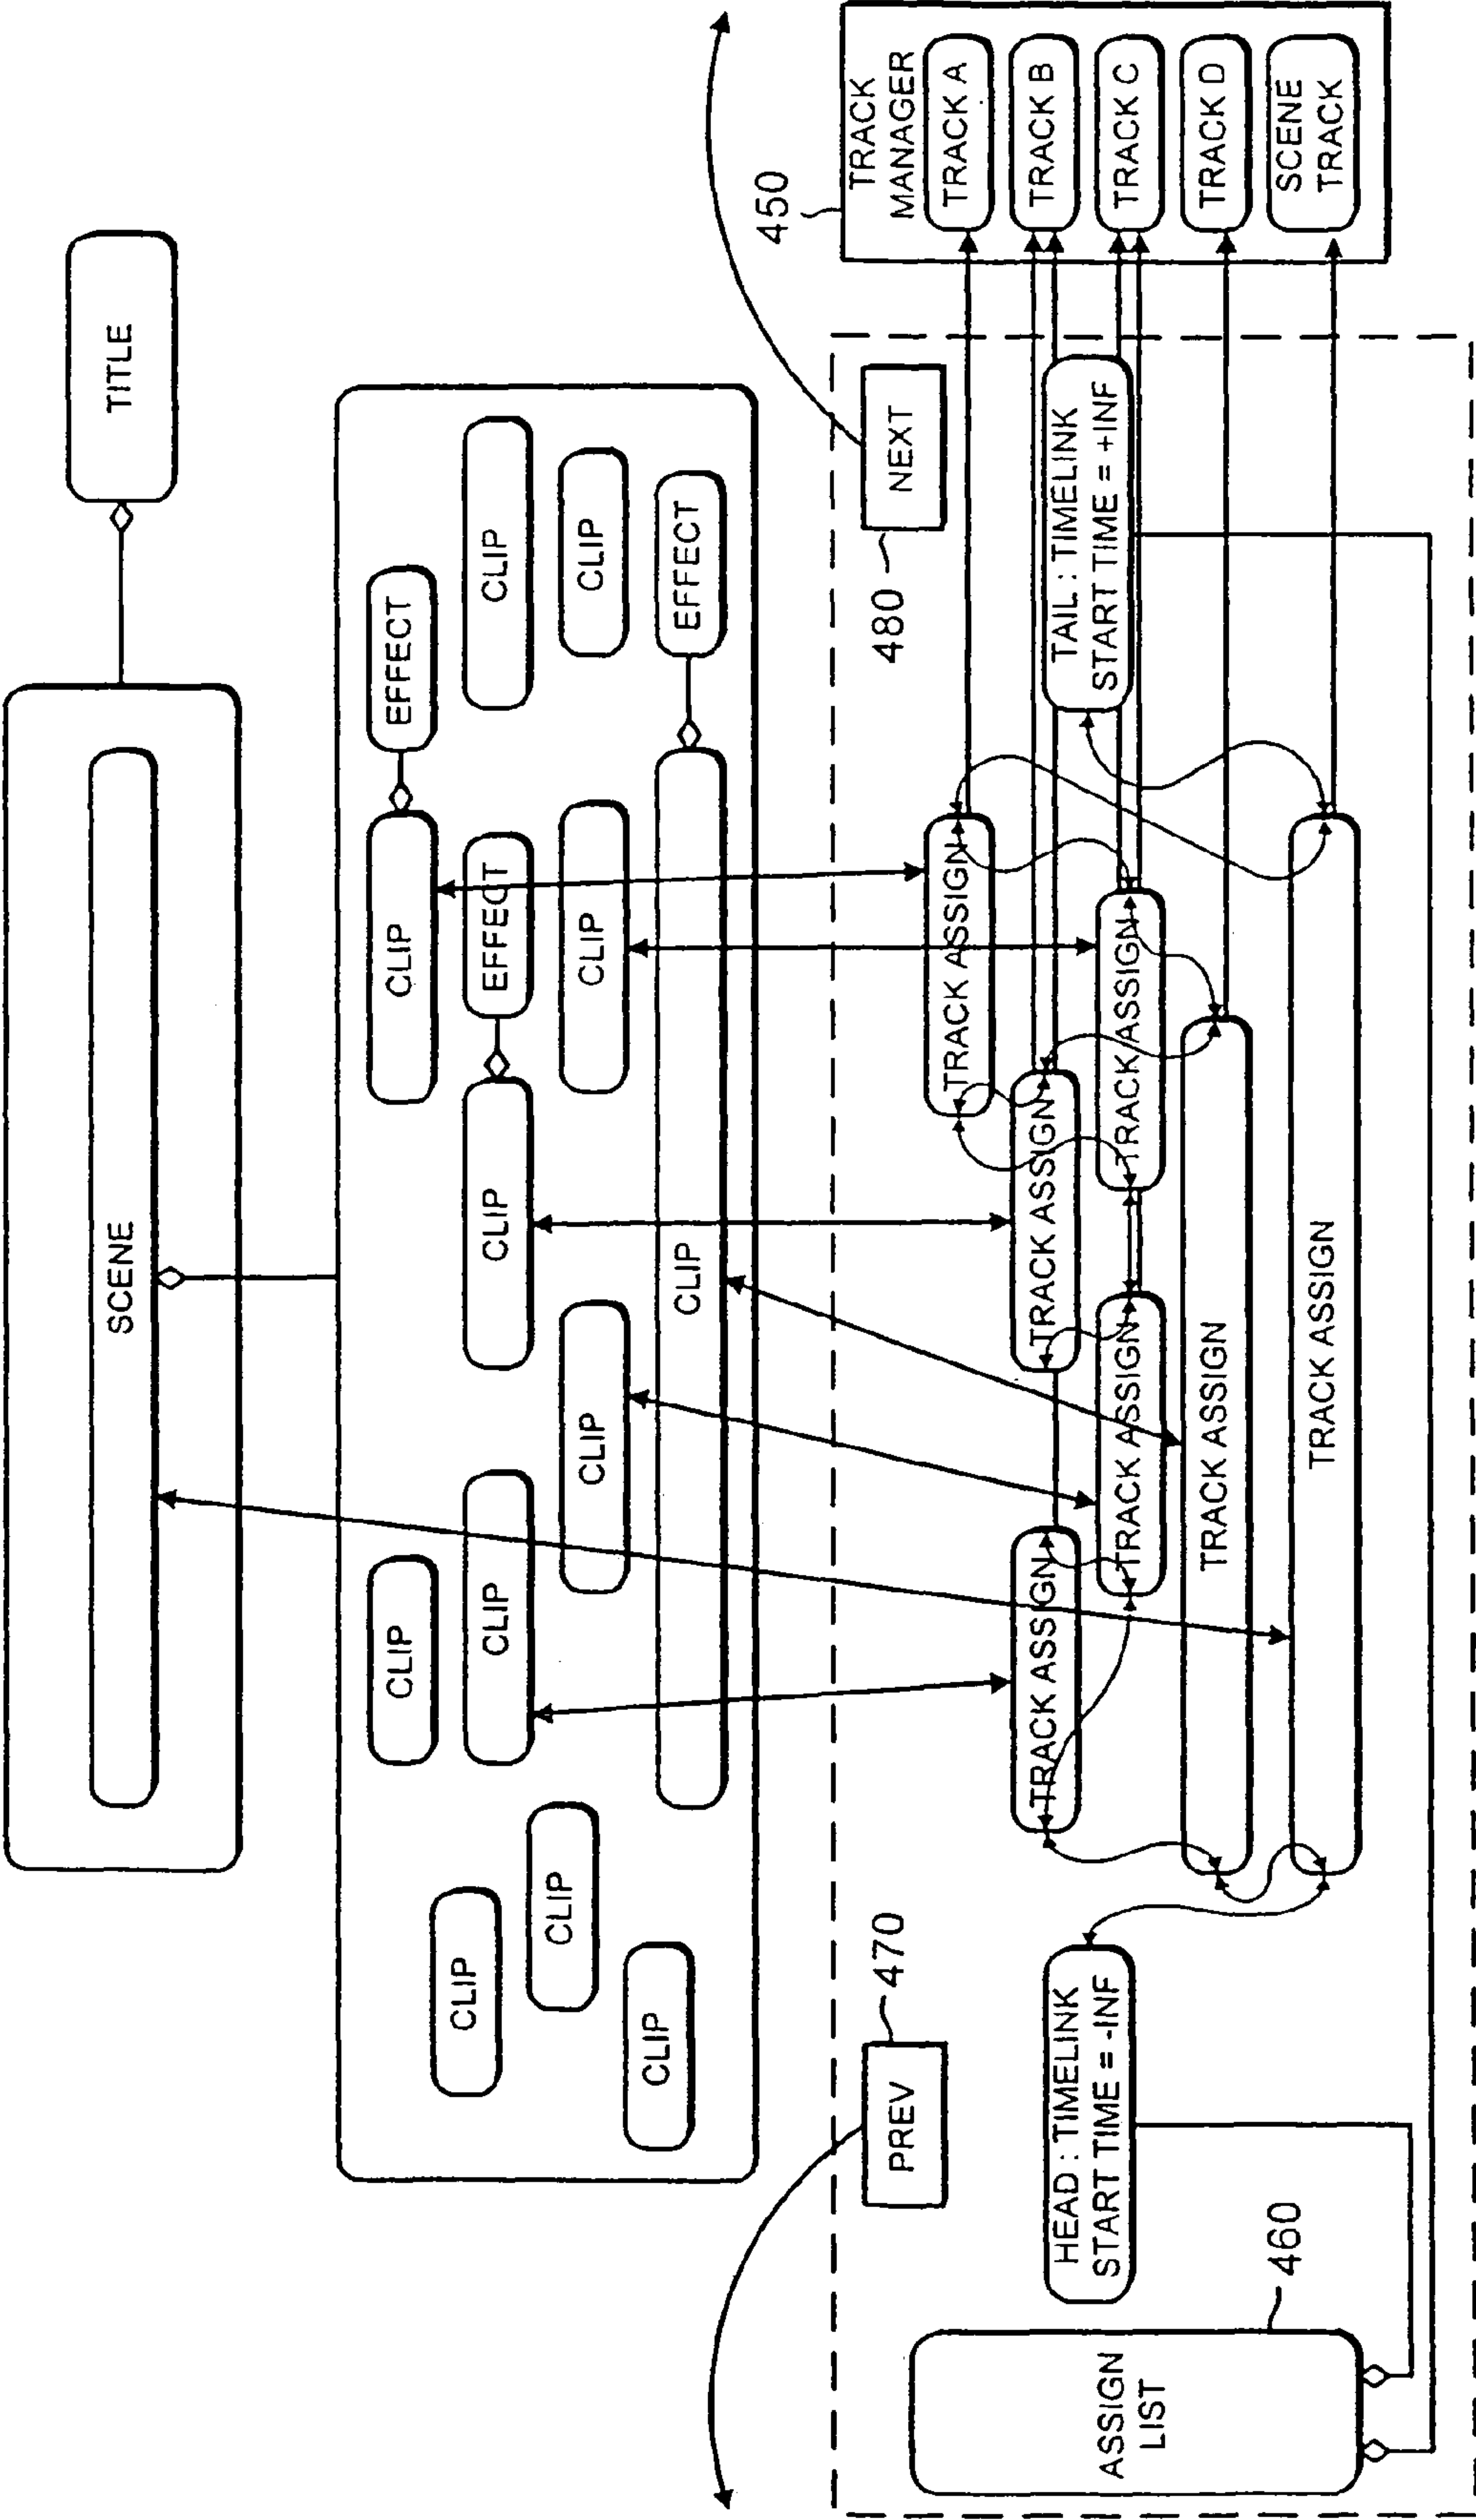 TITLE
SCENE
EFFECT
CLIP
CLIP
CLIP
EFFECT
CLIP
CLIP
CLIP
CLIP
CLIP
EFFECT
CLIP
CLIP
CLIP
CLIP
CLIP
CLIP
PREV
470
NEXT
480
450
TRACK
MANAGER
TRACK A
TRACK B
TRACK C
TRACK D
SCENE
TRACK
ASSIGN
LIST
460
HEAD : TIMELINK
START TIME = -INF
TAIL : TIMELINK
START TIME = +INF
TRACK ASSIGN
TRACK ASSIGN
TRACK ASSIGN
TRACK ASSIGN
TRACK ASSIGN
TRACK ASSIGN
TRACK ASSIGN